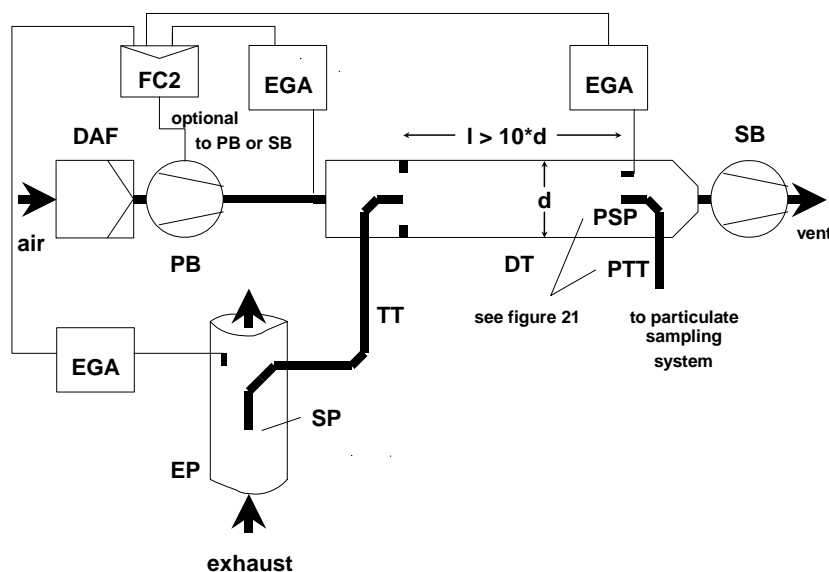 FC2
EGA
EGA
optional
to PB or SB
DAF
l > 10*d
SB
d
PSP
air
PB
DT
PTT
vent
see figure 21
to particulate
sampling
system
TT
EGA
SP
EP
exhaust